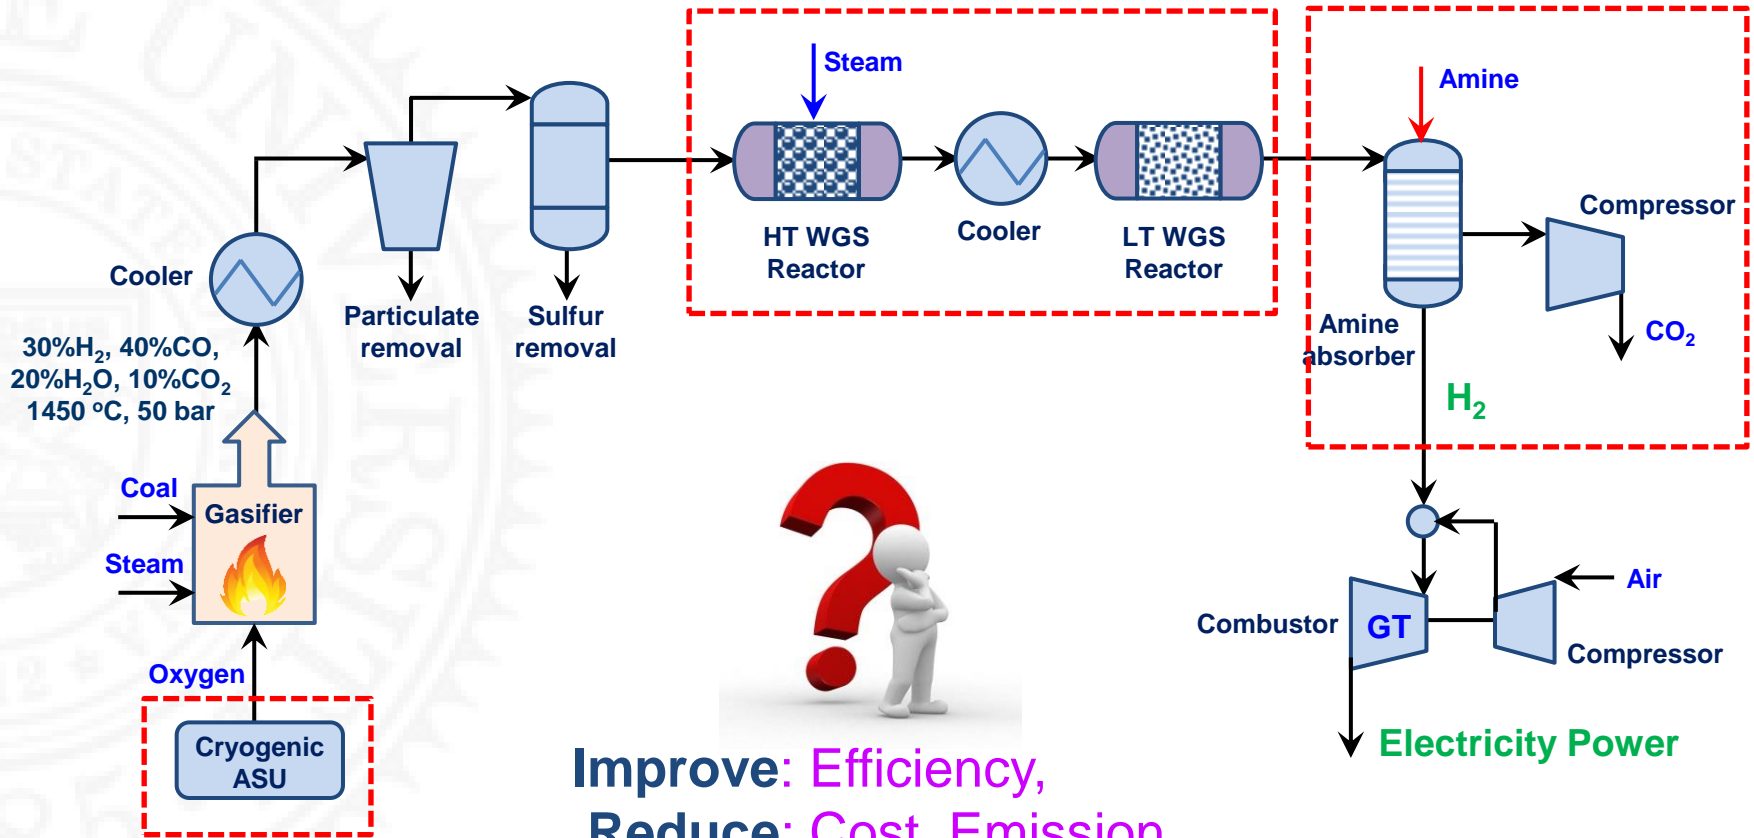 Steam
Amine
HT WGS
Reactor
Cooler
LT WGS
Reactor
Compressor
Cooler
Particulate
removal
Sulfur
removal
Amine
absorber
CO₂
30%H₂, 40%CO,
20%H₂O, 10%CO₂
1450 ºC, 50 bar
H₂
Coal
Gasifier
Steam
Oxygen
Air
Combustor
GT
Compressor
Cryogenic
ASU
Electricity Power
Improve: Efficiency,
Reduce: Cost, Emission